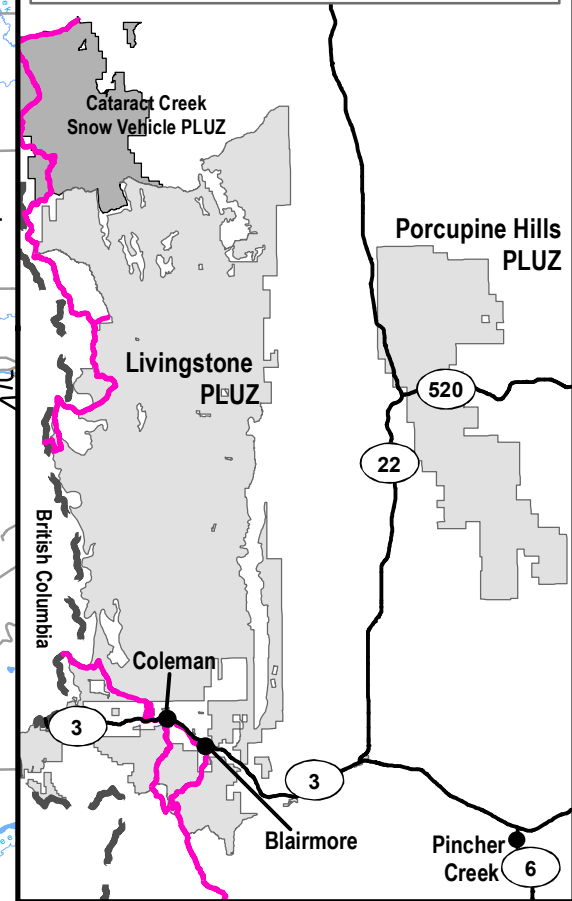 Cataract Creek
Snow Vehicle PLUZ
Porcupine Hills
PLUZ
Livingstone
PLUZ
520
22
British Columbia
Coleman
3
3
Blairmore
Pincher
Creek
6